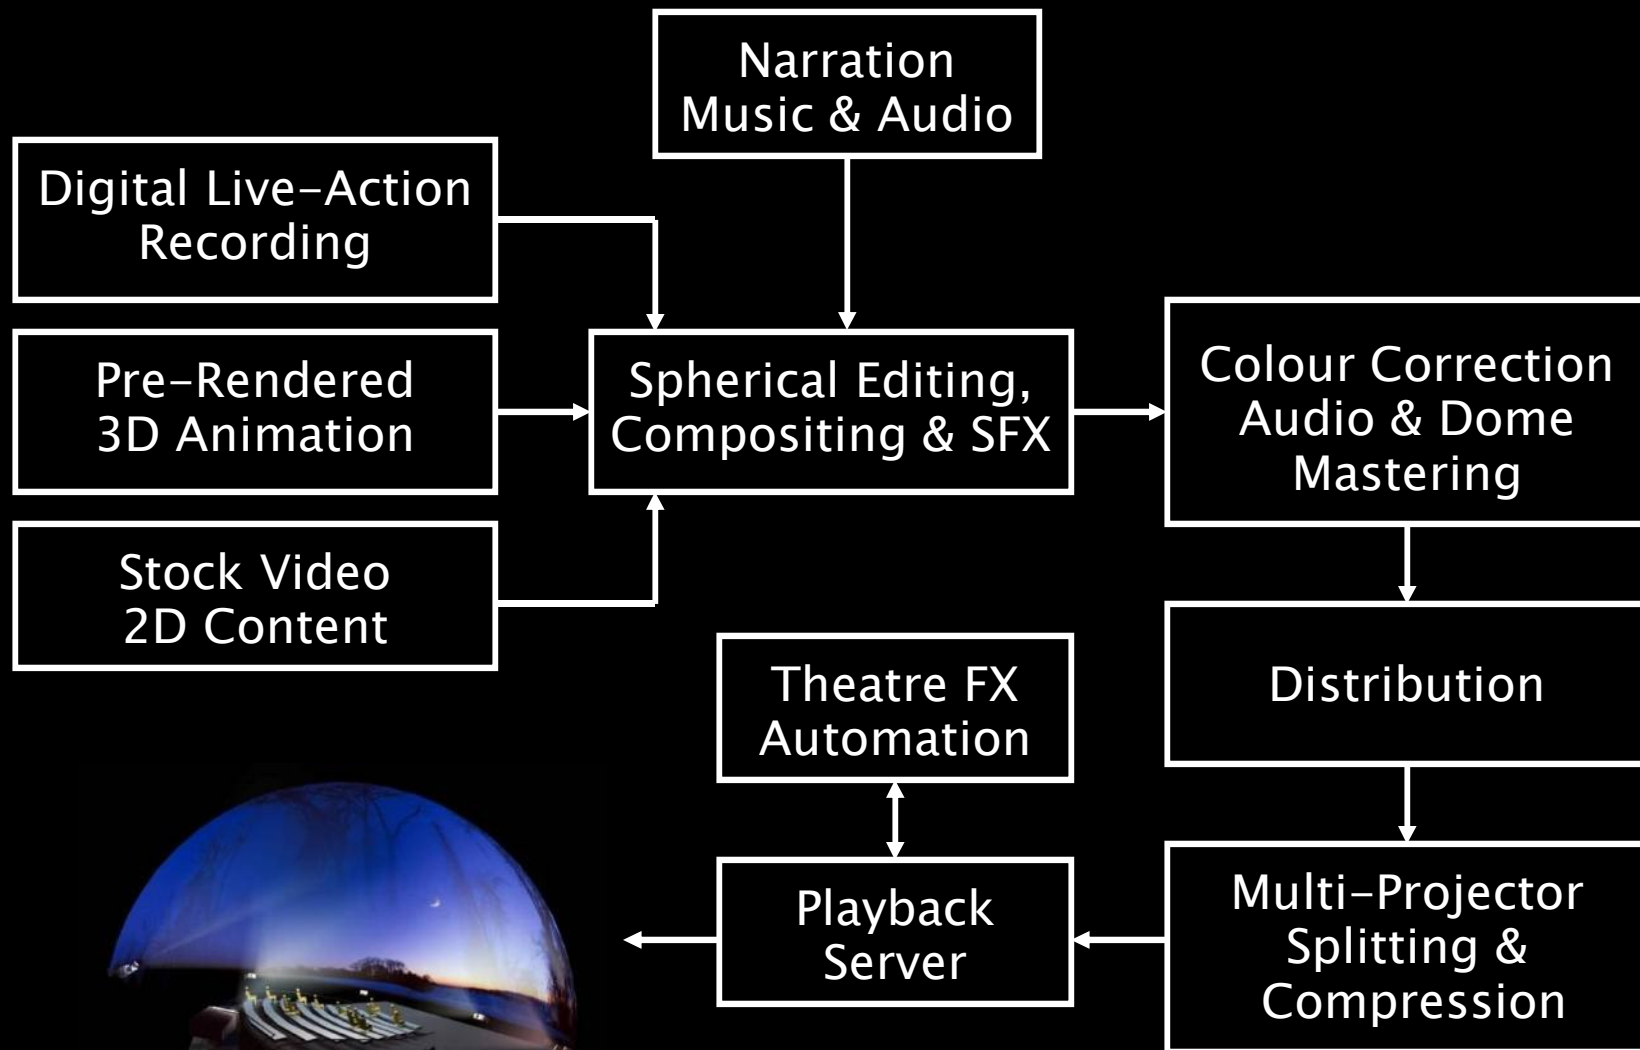 Narration
Music & Audio
Digital Live-Action
Recording
Pre-Rendered
3D Animation
Spherical Editing,
Compositing & SFX
Colour Correction
Audio & Dome
Mastering
Stock Video
2D Content
Theatre FX
Automation
Distribution
Playback
Server
Multi-Projector
Splitting &
Compression